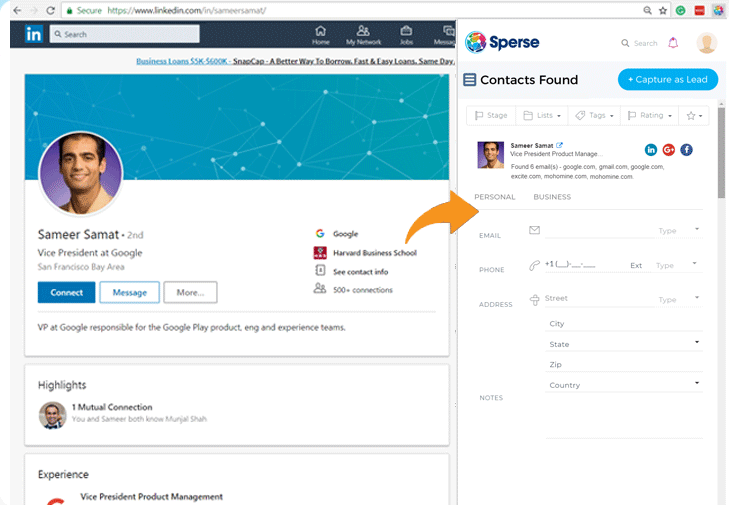 Secure https://www.linkedin.com/in/sameersamat/
in Search
Home My Network Jobs Messag
Business Loans $5K-$600K - SnapCap - A Better Way To Borrow. Fast & Easy Loans. Same Day.
Sameer Samat • 2nd
Vice President at Google
San Francisco Bay Area
Connect Message More...
Google
Harvard Business School
See contact info
500+ connections
VP at Google responsible for the Google Play product, eng and experience teams.
Highlights
1 Mutual Connection
You and Sameer both know Munjal Shah
Experience
Vice President Product Management
Sperse
Search
Contacts Found
+ Capture as Lead
Stage Lists Tags Rating
Sameer Samat
Vice President Product Manage...
Found 6 email(s) - google.com, gmail.com, google.com,
excite.com, mohomine.com, mohomine.com
in G+ f
PERSONAL BUSINESS
EMAIL Type
PHONE +1 (__)-__-___ Ext Type
ADDRESS Street Type
City
State
Zip
Country
NOTES